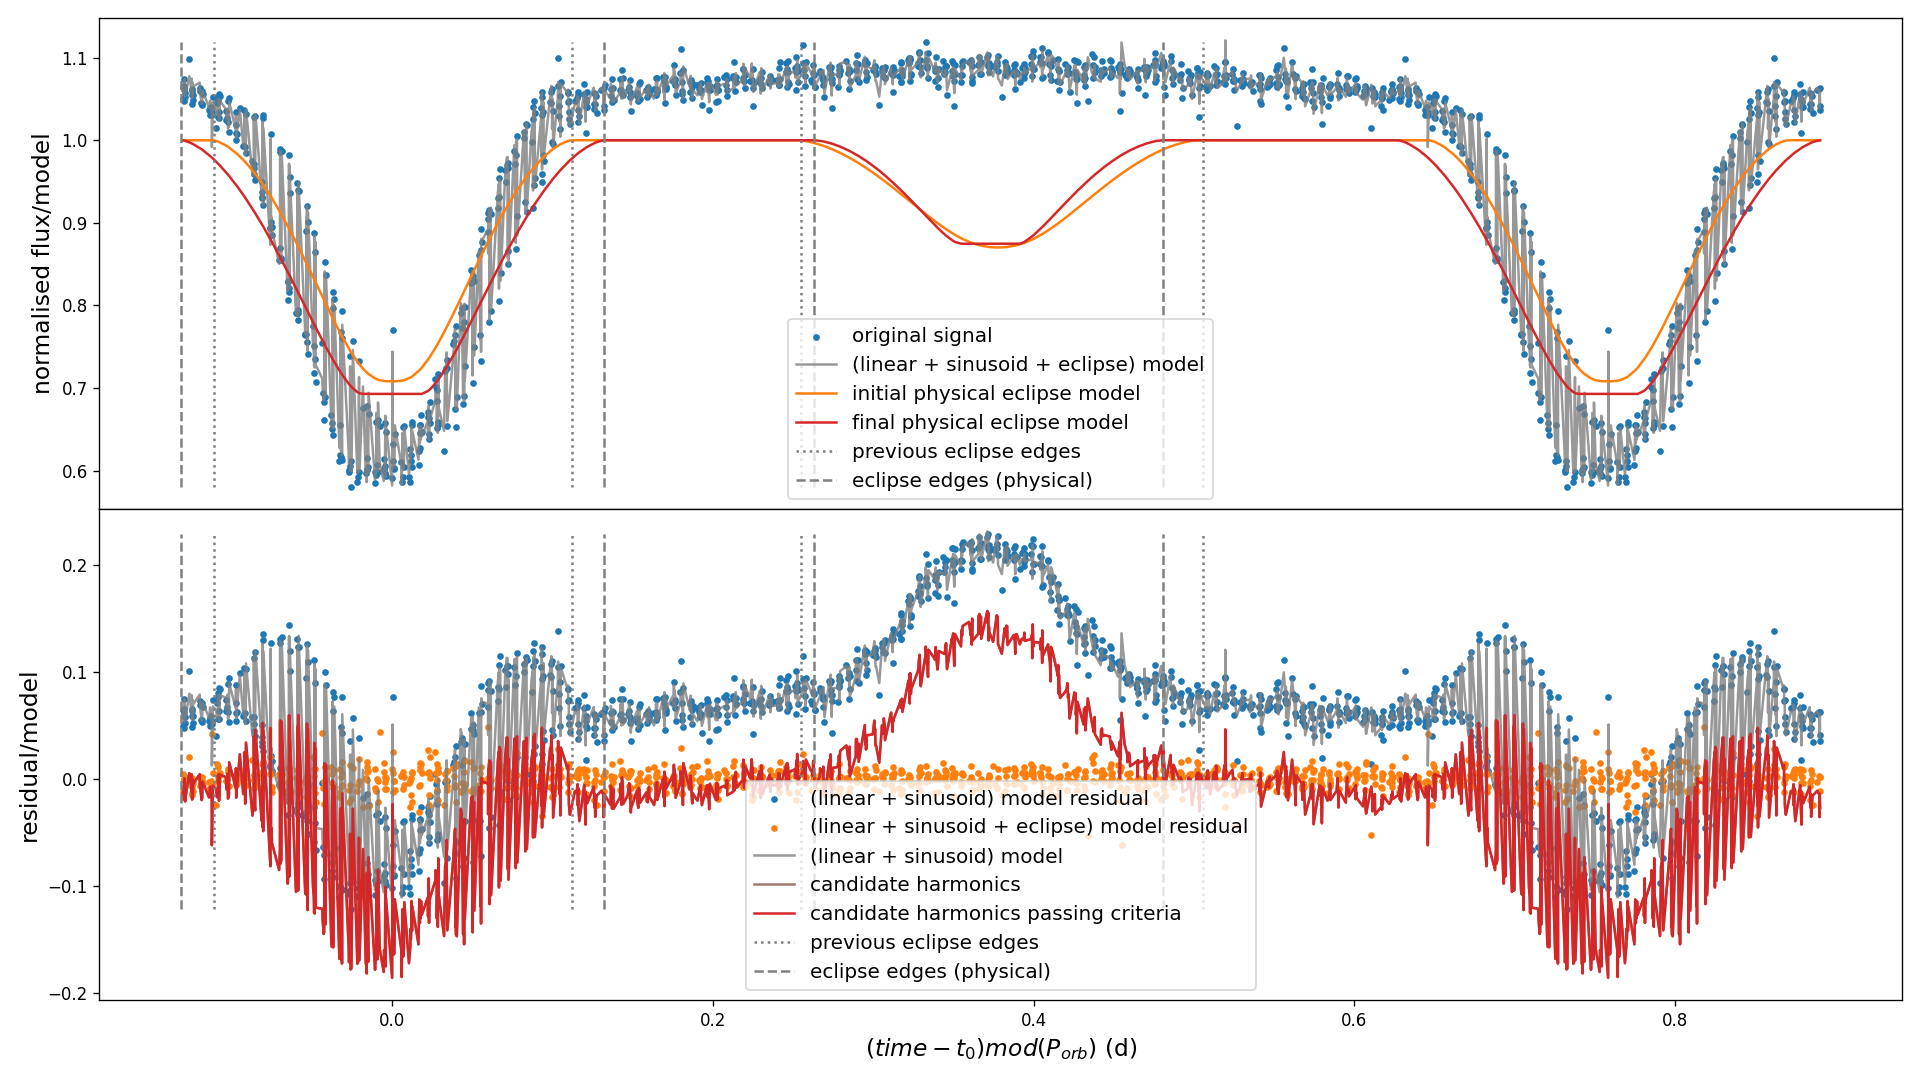 1.1
1.0
0.9
0.8
0.7
0.6
normalised flux/model
original signal
(linear + sinusoid + eclipse) model
initial physical eclipse model
final physical eclipse model
previous eclipse edges
eclipse edges (physical)
0.2
0.1
0.0
−0.1
−0.2
residual/model
(linear + sinusoid) model residual
(linear + sinusoid + eclipse) model residual
(linear + sinusoid) model
candidate harmonics
candidate harmonics passing criteria
previous eclipse edges
eclipse edges (physical)
0.0 0.2 0.4 0.6 0.8
(time − t₀)mod(P_orb) (d)